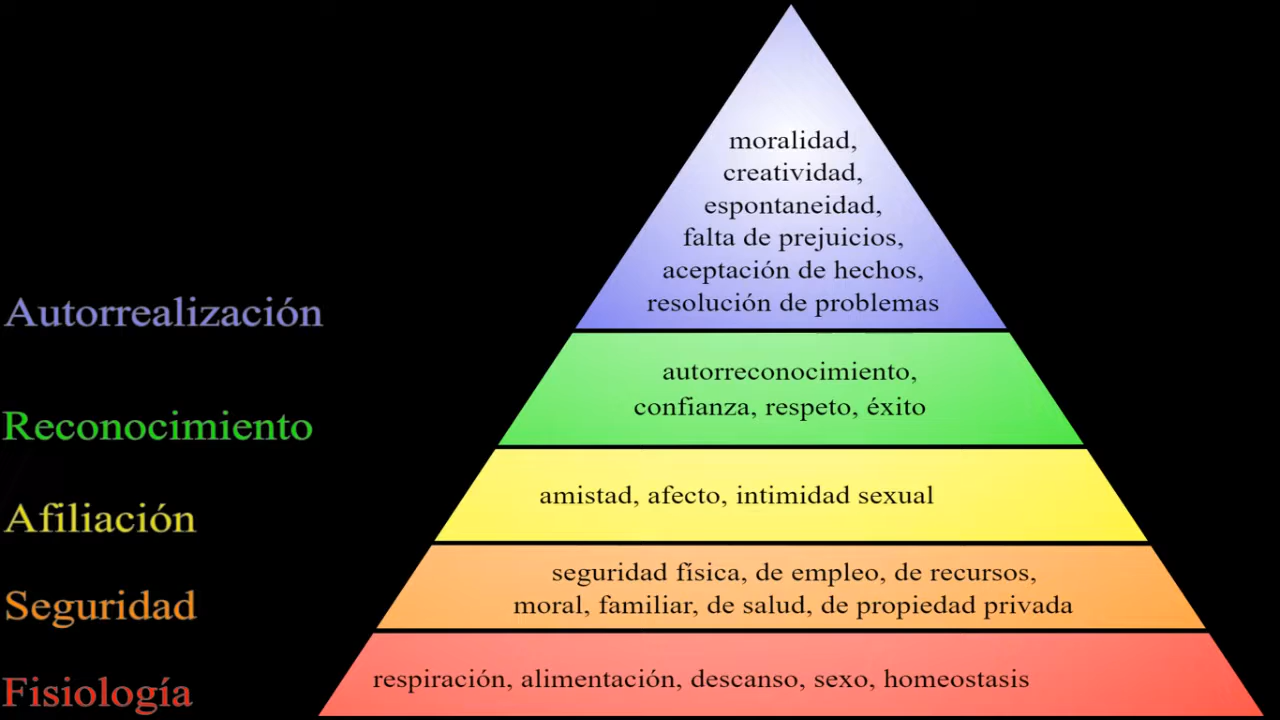 moralidad,
creatividad,
espontaneidad,
falta de prejuicios,
aceptación de hechos,
resolución de problemas
Autorrealización
autorreconocimiento,
confianza, respeto, éxito
Reconocimiento
amistad, afecto, intimidad sexual
Afiliación
seguridad física, de empleo, de recursos,
moral, familiar, de salud, de propiedad privada
Seguridad
respiración, alimentación, descanso, sexo, homeostasis
Fisiología